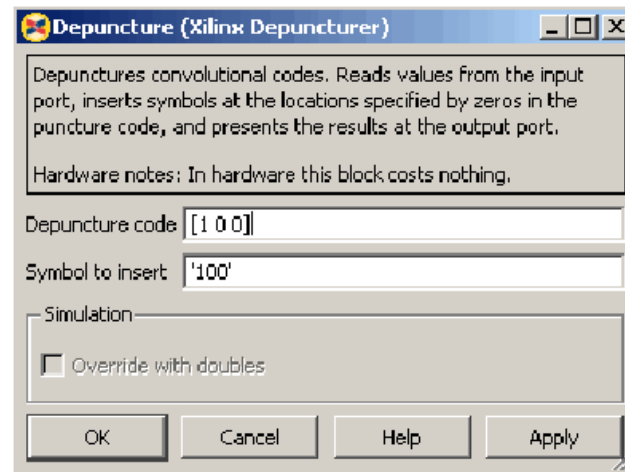 Depuncture (Xilinx Depuncturer)
Depunctures convolutional codes. Reads values from the input
port, inserts symbols at the locations specified by zeros in the
puncture code, and presents the results at the output port.
Hardware notes: In hardware this block costs nothing.
Depuncture code [1 0 0]
Symbol to insert '100'
Simulation
Override with doubles
OK Cancel Help Apply